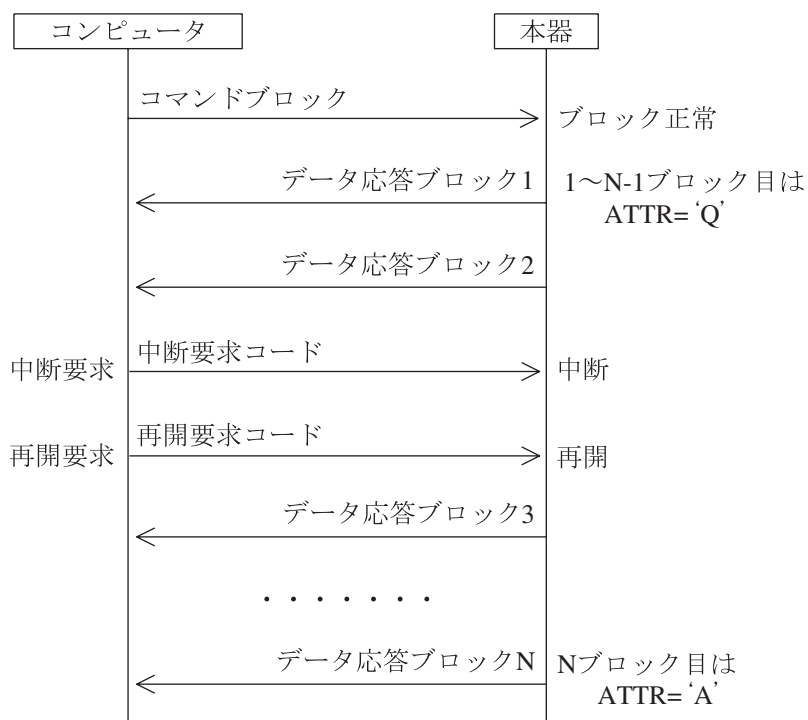 コンピュータ 本器
コマンドブロック
ブロック正常
データ応答ブロック1
1～N-1ブロック目は
ATTR=‘Q’
データ応答ブロック2
中断要求 中断要求コード 中断
再開要求 再開要求コード 再開
データ応答ブロック3
・・・・・・・
データ応答ブロックN
Nブロック目は
ATTR=‘A’